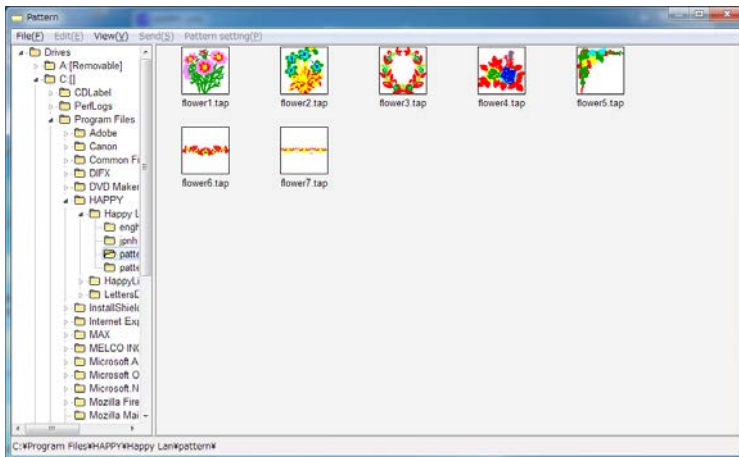 Pattern
File(F) Edit(E) View(V) Send(S) Pattern setting(P)
Drives
A:[Removable]
C:[]
CDLabel
PerfLogs
Program Files
Adobe
Canon
Common Fi
DIFX
DVD Maker
HAPPY
Happy L
engh
jpnh
patte
patte
HappyLi
LettersD
InstallShield
Internet Exp
MAX
MELCO INC
Microsoft A
Microsoft O
Microsoft.N
Mozilla Fire
Mozilla Mai
flower1.tap flower2.tap flower3.tap flower4.tap flower5.tap
flower6.tap flower7.tap
C:¥Program Files¥HAPPY¥Happy Lan¥pattern¥